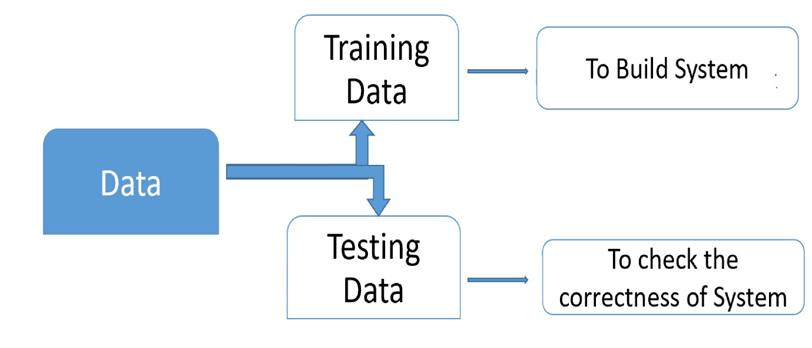 Training
Data
To Build System
Data
Testing
Data
To check the
correctness of System